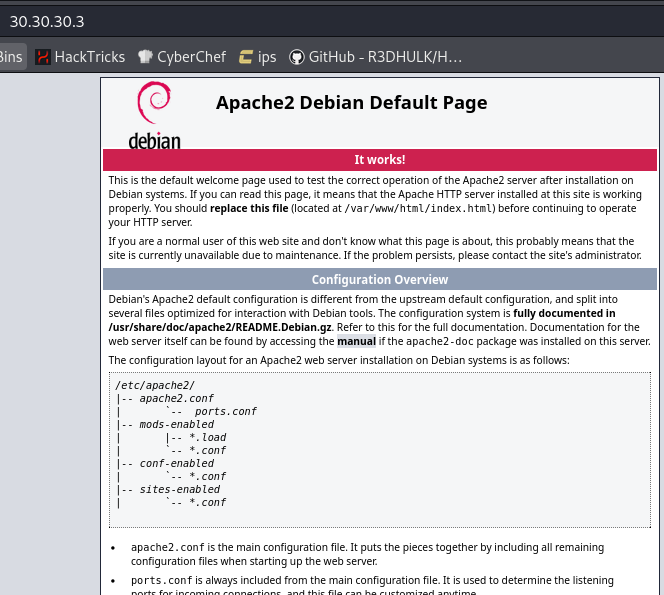 30.30.30.3
Bins HackTricks CyberChef ips GitHub - R3DHULK/H...
debian
Apache2 Debian Default Page
It works!
This is the default welcome page used to test the correct operation of the Apache2 server after installation on
Debian systems. If you can read this page, it means that the Apache HTTP server installed at this site is working
properly. You should replace this file (located at /var/www/html/index.html) before continuing to operate
your HTTP server.
If you are a normal user of this web site and don't know what this page is about, this probably means that the
site is currently unavailable due to maintenance. If the problem persists, please contact the site's administrator.
Configuration Overview
Debian's Apache2 default configuration is different from the upstream default configuration, and split into
several files optimized for interaction with Debian tools. The configuration system is fully documented in
/usr/share/doc/apache2/README.Debian.gz. Refer to this for the full documentation. Documentation for the
web server itself can be found by accessing the manual if the apache2-doc package was installed on this server.
The configuration layout for an Apache2 web server installation on Debian systems is as follows:
/etc/apache2/
|-- apache2.conf
|       `--  ports.conf
|-- mods-enabled
|       |-- *.load
|       `-- *.conf
|-- conf-enabled
|       `-- *.conf
|-- sites-enabled
|       `-- *.conf
• apache2.conf is the main configuration file. It puts the pieces together by including all remaining
configuration files when starting up the web server.
• ports.conf is always included from the main configuration file. It is used to determine the listening
ports for incoming connections, and this file can be customized anytime.